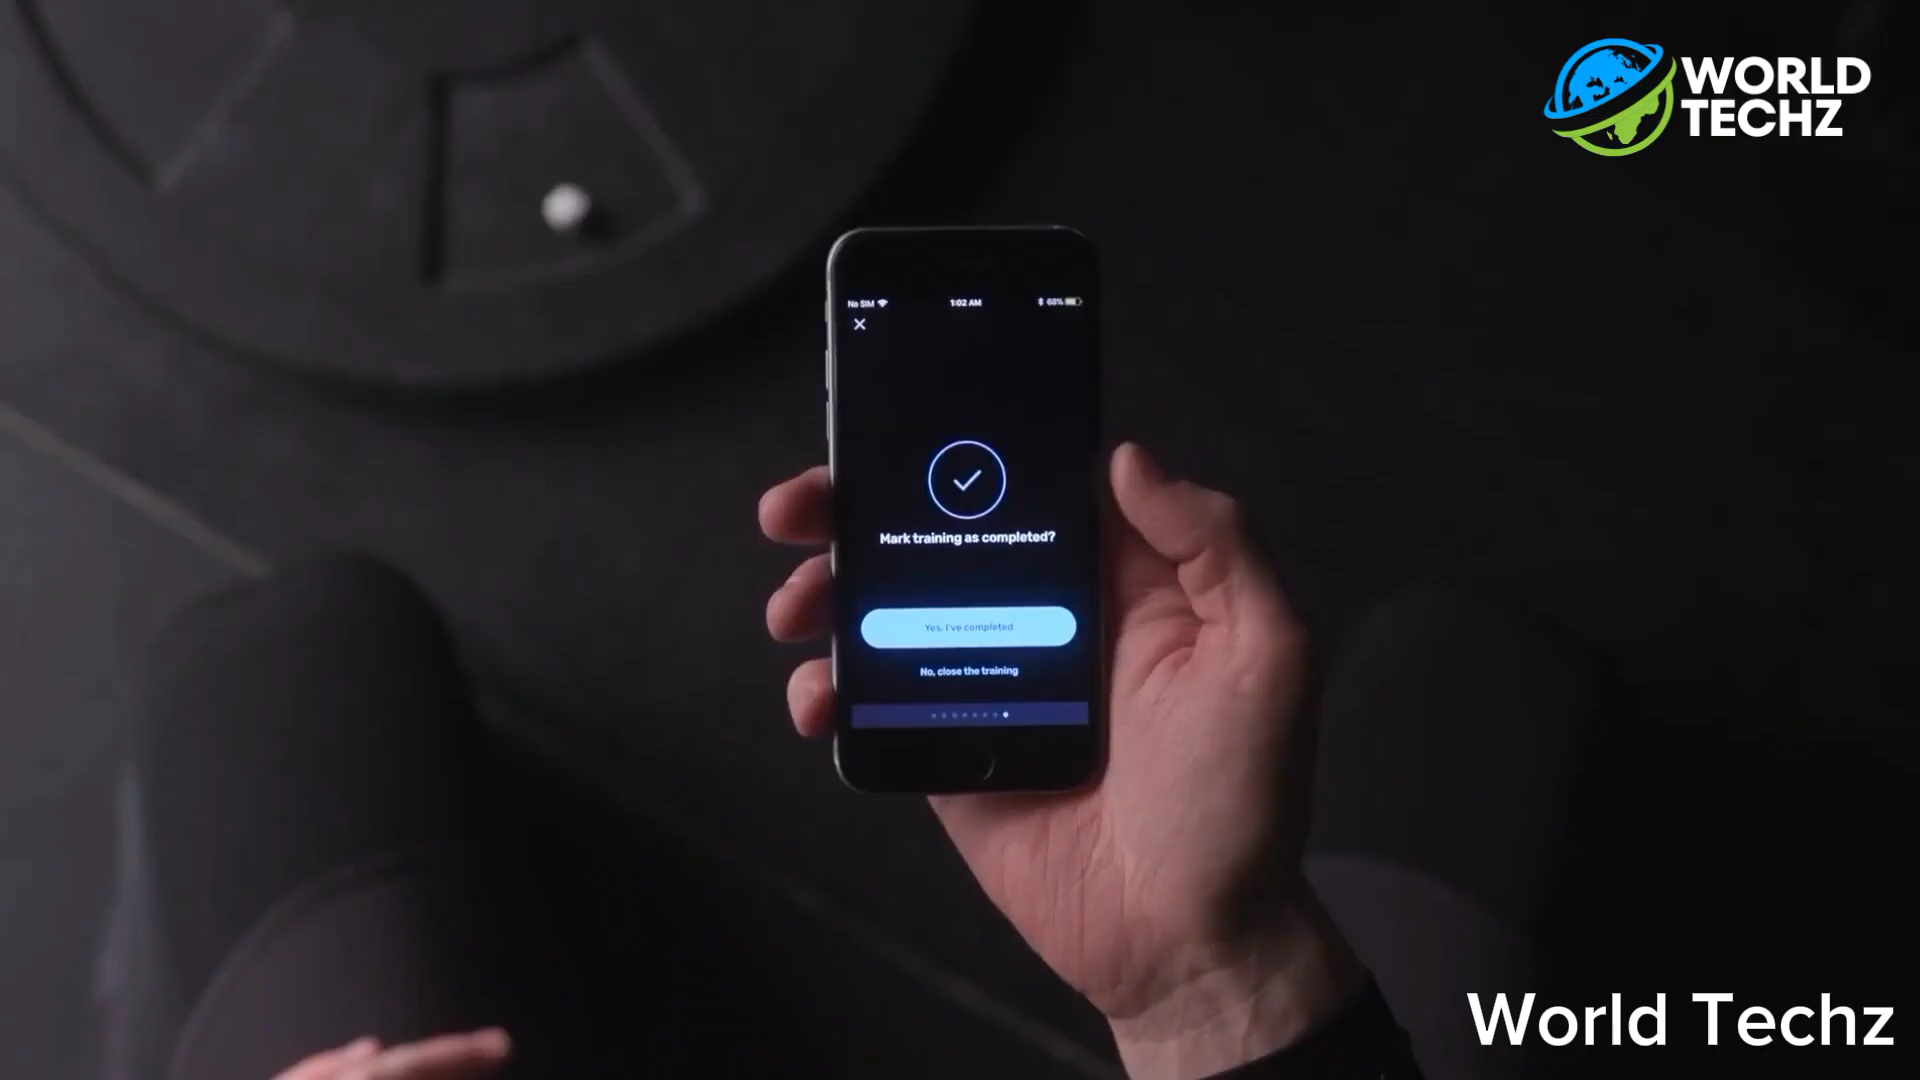 WORLD
TECHZ
No SIM
1:02 AM
68%
Mark training as completed?
Yes, I've completed
No, close the training
World Techz